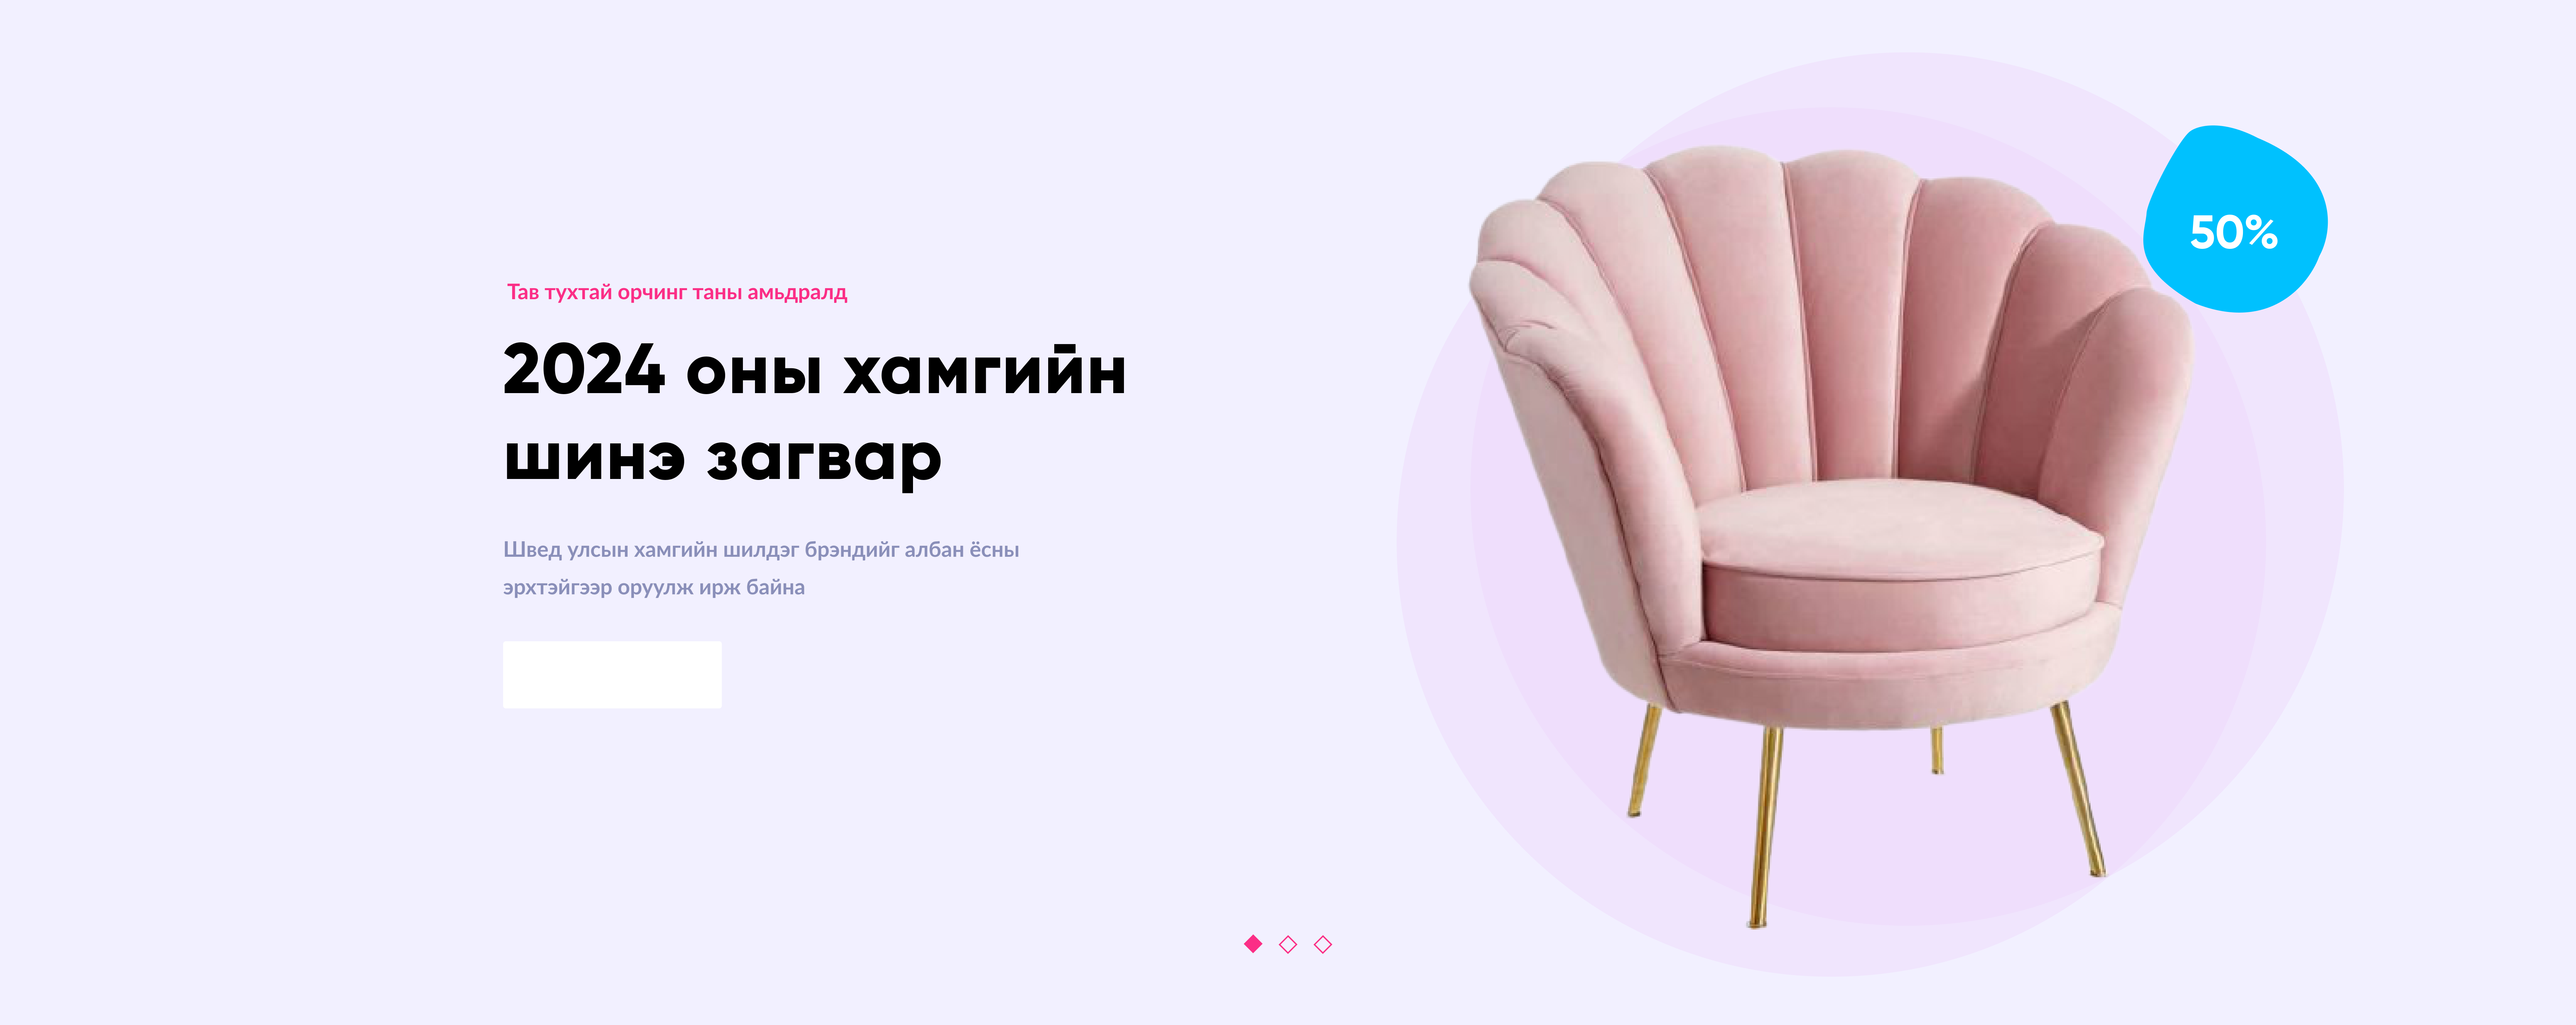 Тав тухтай орчинг таны амьдралд
2024 оны хамгийн
шинэ загвар
Швед улсын хамгийн шилдэг брэндийг албан ёсны
эрхтэйгээр оруулж ирж байна
50%